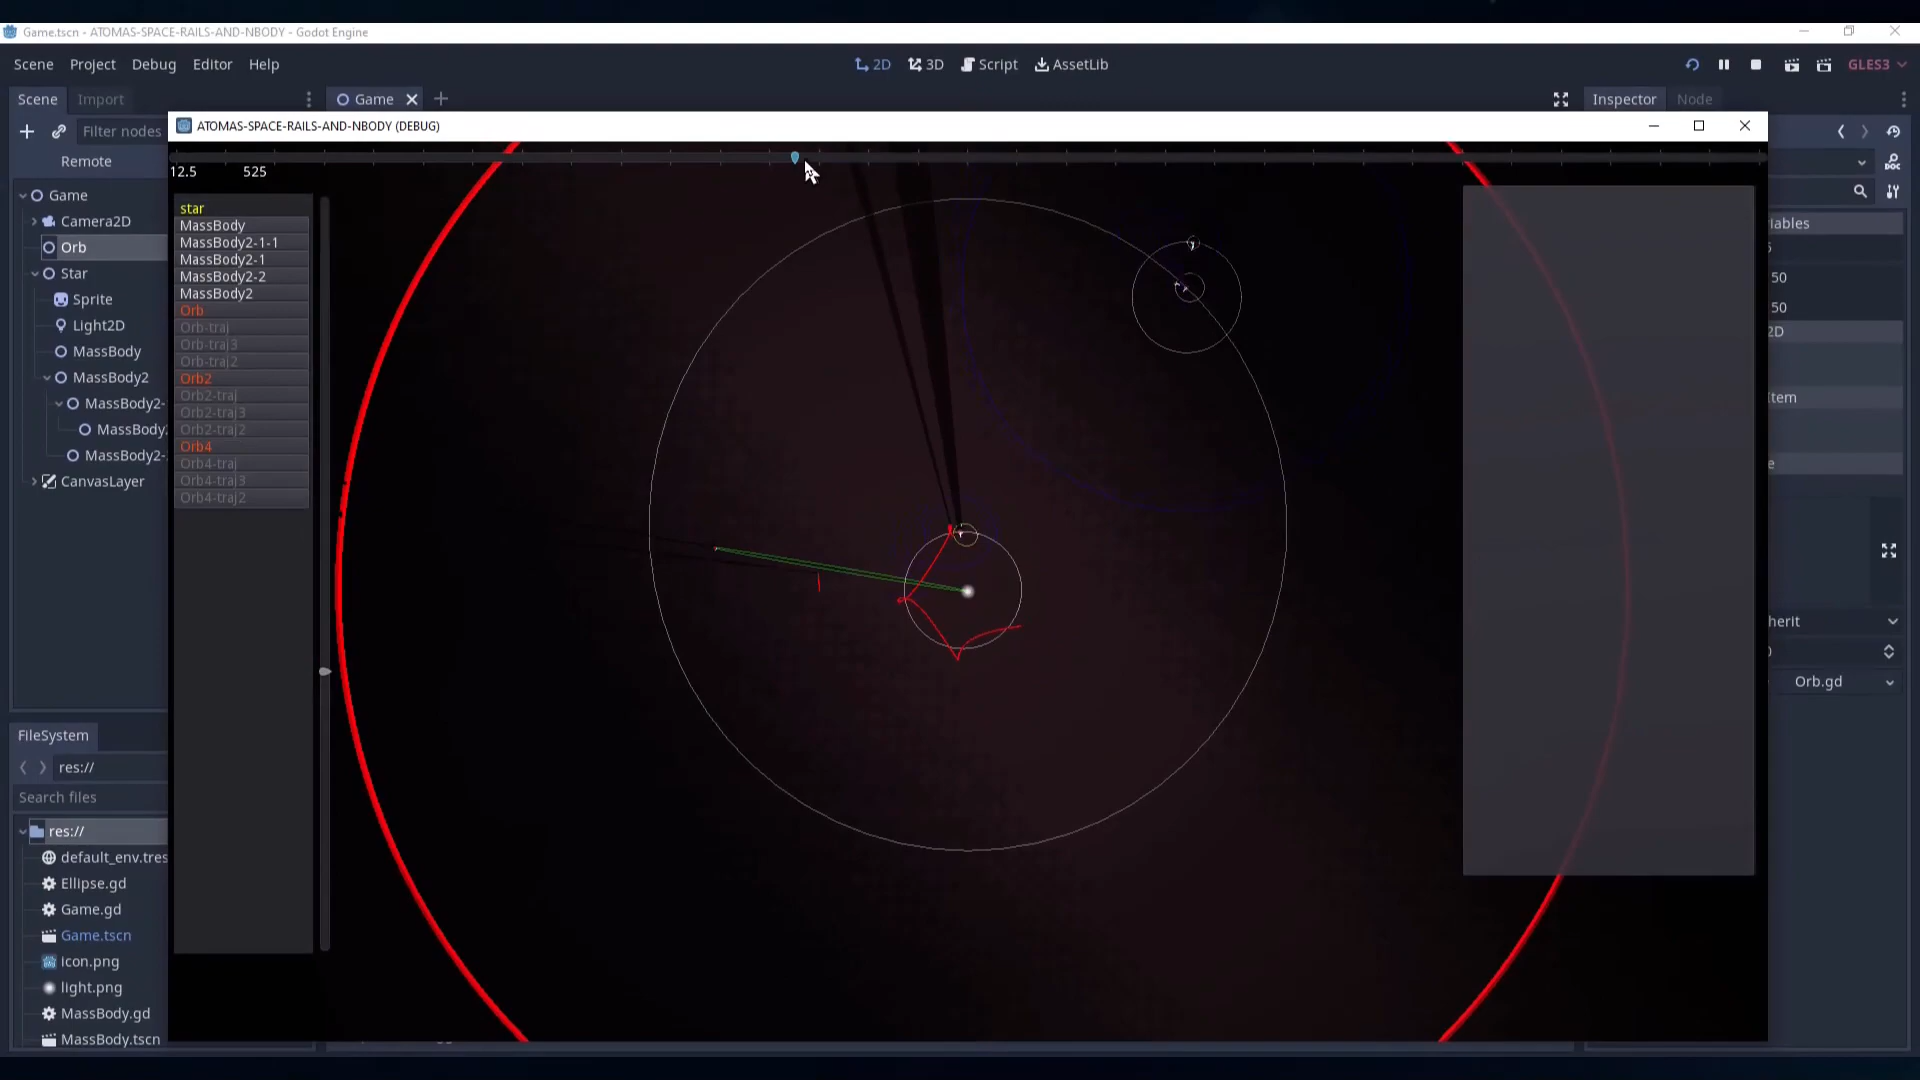 Game.tscn - ATOMAS-SPACE-RAILS-AND-NBODY - Godot Engine
Scene Project Debug Editor Help 2D 3D Script AssetLib GLES3
Scene Import Game Inspector Node
ATOMAS-SPACE-RAILS-AND-NBODY (DEBUG)
Filter nodes
Remote
12.5 525
Game
Camera2D
Orb
Star
Sprite
Light2D
MassBody
MassBody2
MassBody2-
MassBody
MassBody2-
CanvasLayer
star
MassBody
MassBody2-1-1
MassBody2-1
MassBody2-2
MassBody2
Orb
Orb-traj
Orb-traj3
Orb-traj2
Orb2
Orb2-traj
Orb2-traj3
Orb2-traj2
Orb4
Orb4-traj
Orb4-traj3
Orb4-traj2
iables
50
50
2D
Item
e
herit
Orb.gd
FileSystem
res://
Search files
res://
default_env.tres
Ellipse.gd
Game.gd
Game.tscn
icon.png
light.png
MassBody.gd
MassBody.tscn